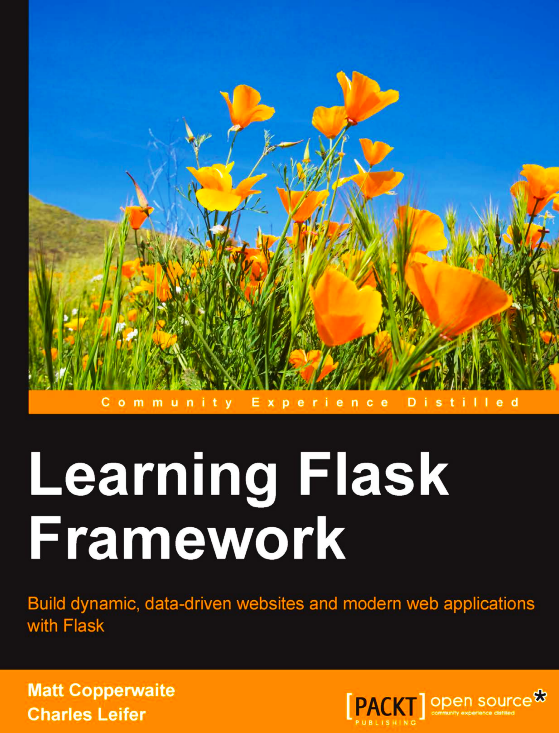 Community Experience Distilled
Learning Flask
Framework
Build dynamic, data-driven websites and modern web applications
with Flask
Matt Copperwaite
Charles Leifer
[PACKT] open source*
PUBLISHING community experience distilled